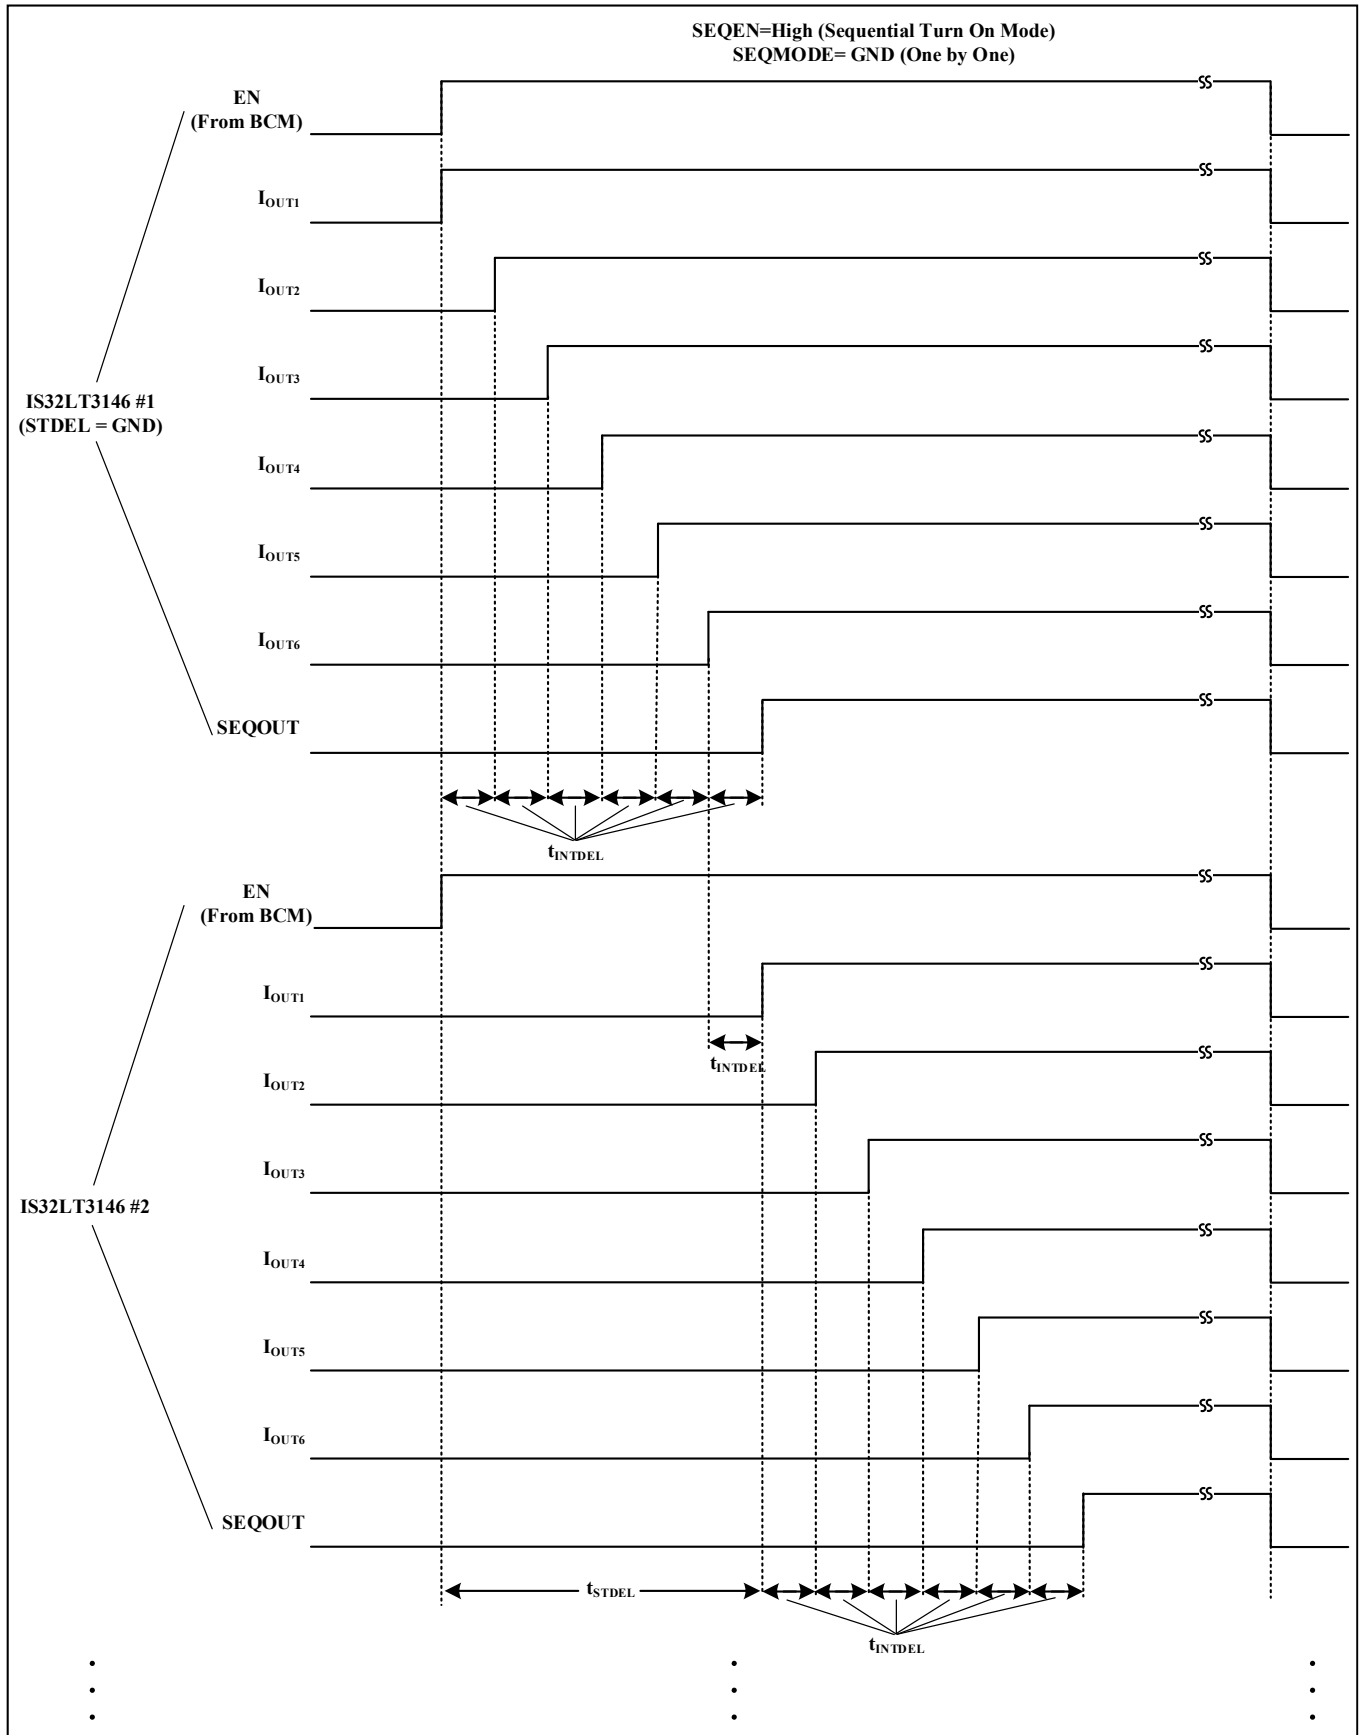 SEQEN=High (Sequential Turn On Mode)
SEQMODE= GND (One by One)
EN
(From BCM)
IOUT1
IOUT2
IOUT3
IS32LT3146 #1
(STDEL = GND)
IOUT4
IOUT5
IOUT6
SEQOUT
tINTDEL
EN
(From BCM)
IOUT1
tINTDEL
IOUT2
IOUT3
IS32LT3146 #2
IOUT4
IOUT5
IOUT6
SEQOUT
tSTDEL
tINTDEL